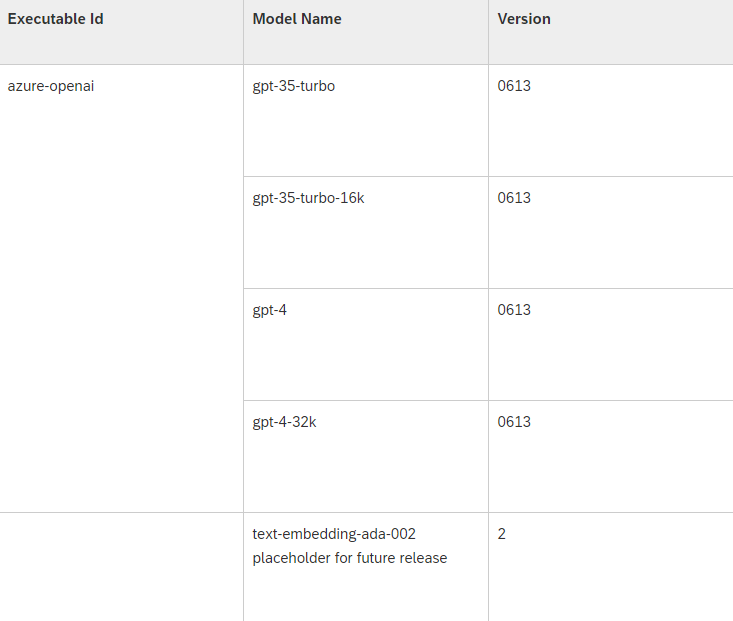 Executable Id Model Name Version
azure-openai gpt-35-turbo 0613
gpt-35-turbo-16k 0613
gpt-4 0613
gpt-4-32k 0613
text-embedding-ada-002 2
placeholder for future release